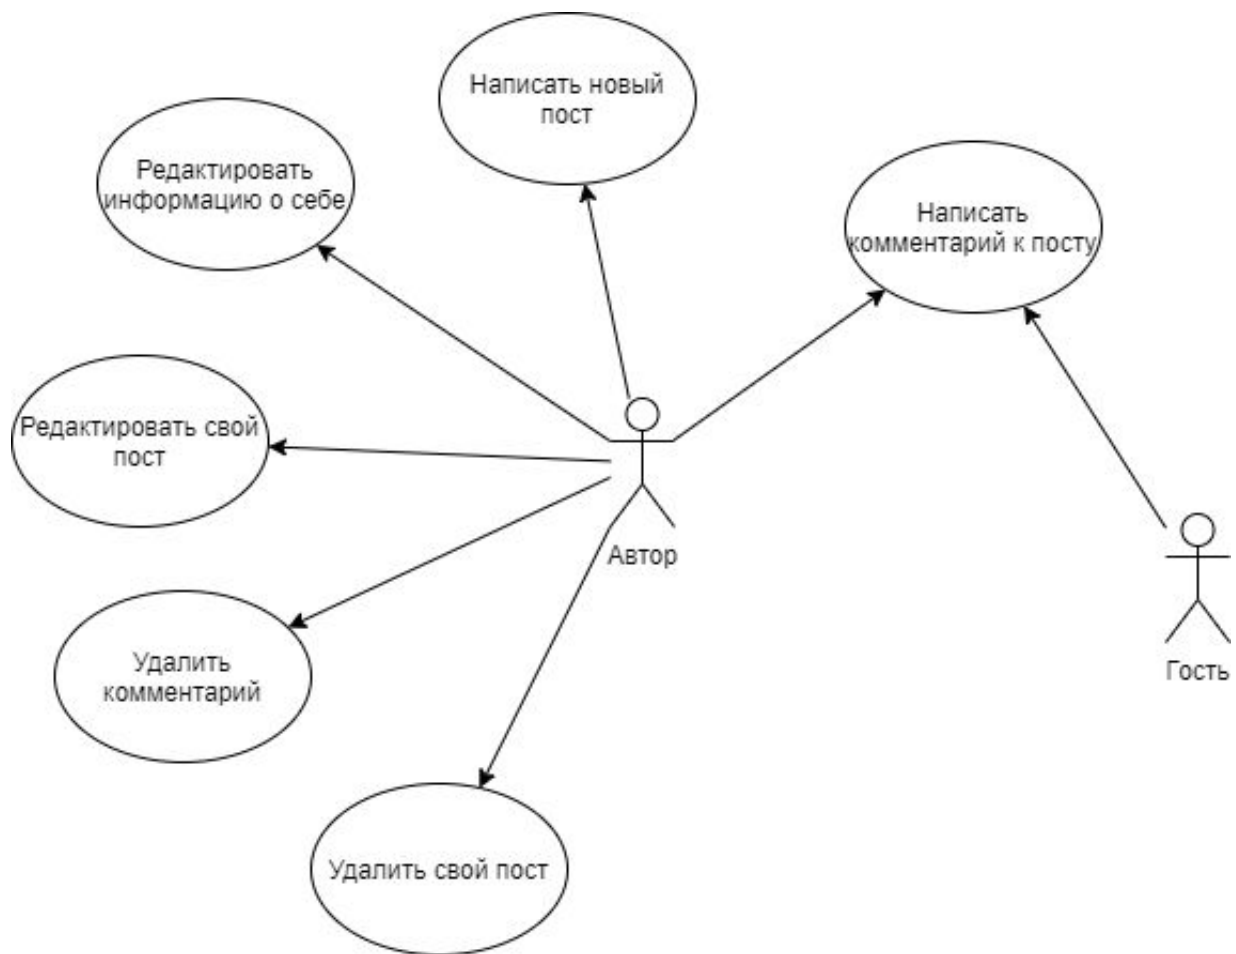 Написать новый
пост
Редактировать
информацию о себе
Написать
комментарий к посту
Редактировать свой
пост
Автор
Удалить
комментарий
Гость
Удалить свой пост